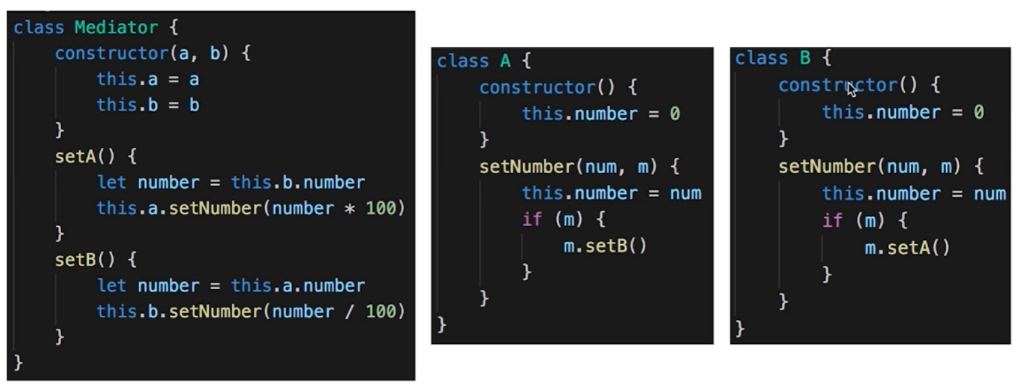 class Mediator {
    constructor(a, b) {
        this.a = a
        this.b = b
    }
    setA() {
        let number = this.b.number
        this.a.setNumber(number * 100)
    }
    setB() {
        let number = this.a.number
        this.b.setNumber(number / 100)
    }
}
class A {
    constructor() {
        this.number = 0
    }
    setNumber(num, m) {
        this.number = num
        if (m) {
            m.setB()
        }
    }
}
class B {
    constructor() {
        this.number = 0
    }
    setNumber(num, m) {
        this.number = num
        if (m) {
            m.setA()
        }
    }
}